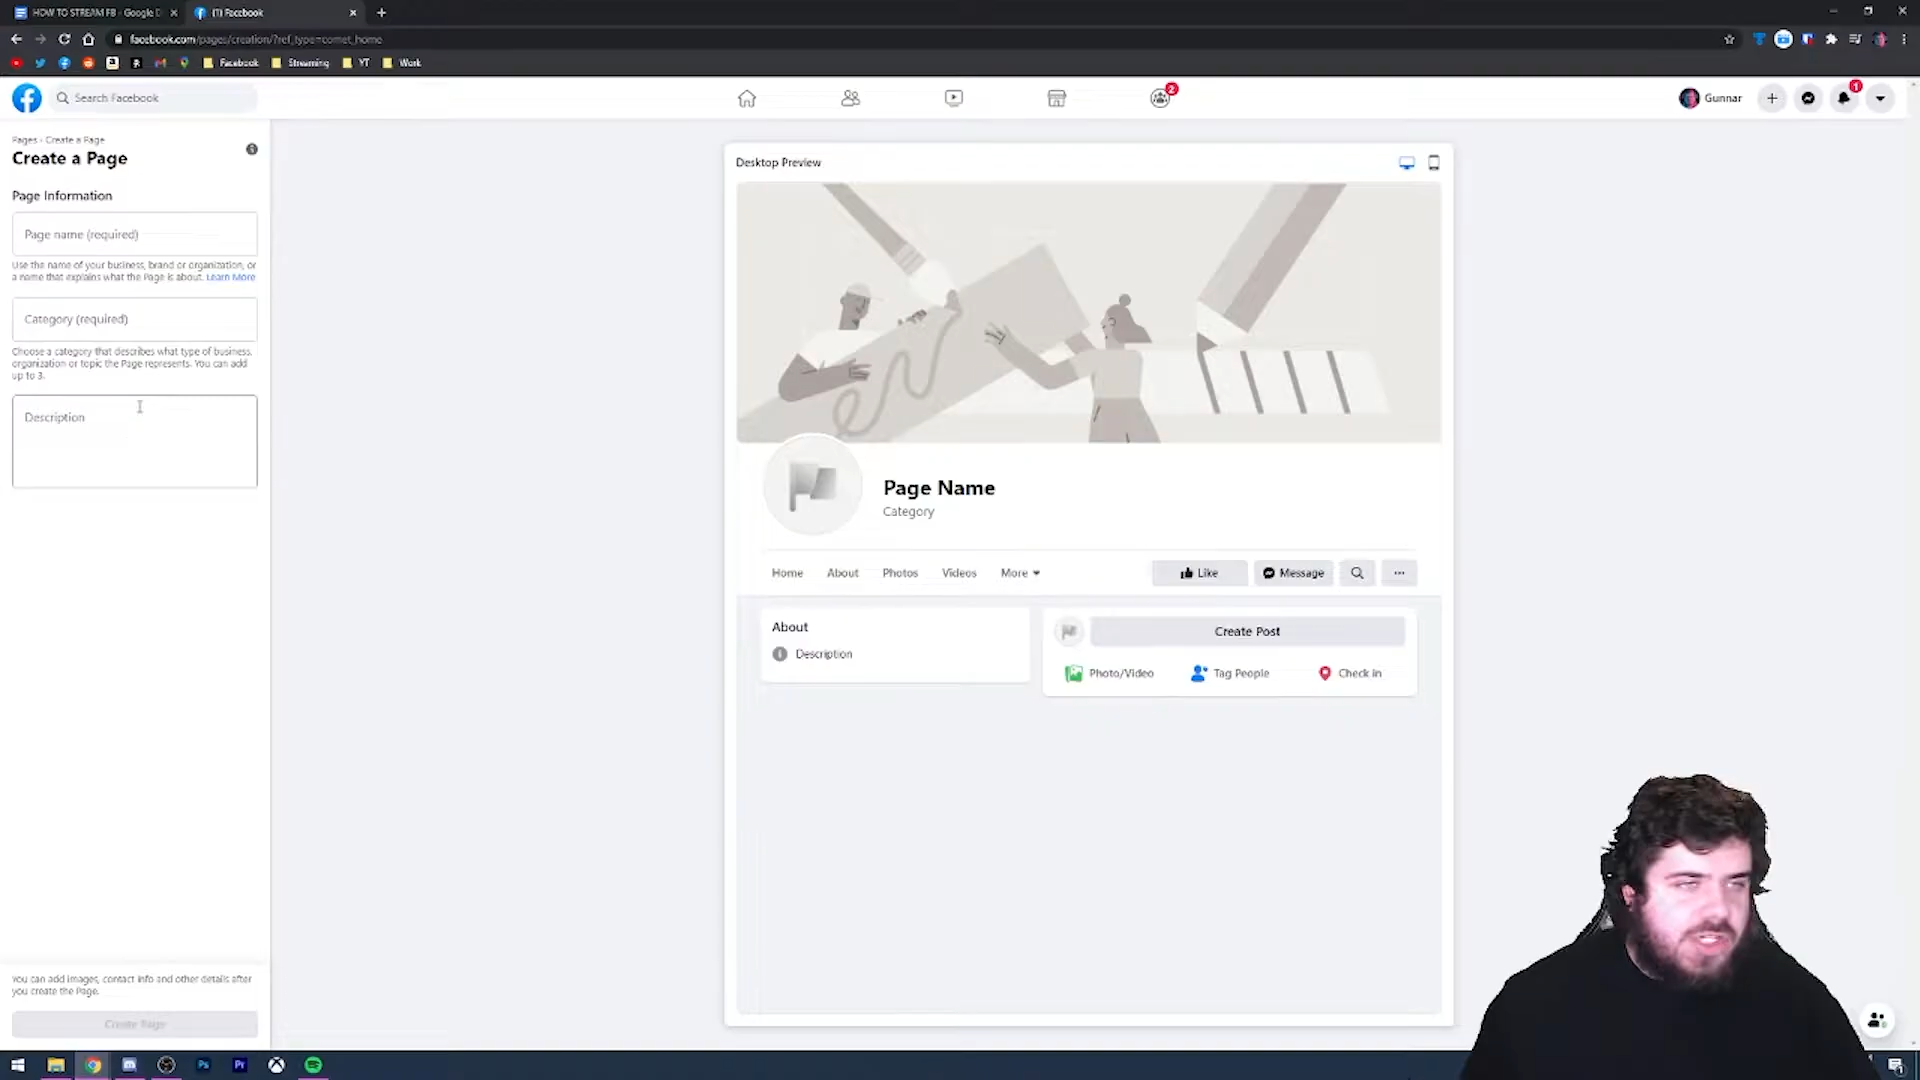 HOW TO STREAM FB - Google D
(1) Facebook
facebook.com/pages/creation/?ref_type=comet_home
Facebook
Streaming
YT
Work
Search Facebook
2
Gunnar
1
Pages › Create a Page
Create a Page
Page Information
Page name (required)
Use the name of your business, brand or organization, or
a name that explains what the Page is about. Learn More
Category (required)
Choose a category that describes what type of business,
organization or topic the Page represents. You can add
up to 3.
Description
You can add images, contact info and other details after
you create the Page.
Create Page
Desktop Preview
Page Name
Category
Home
About
Photos
Videos
More
Like
Message
About
Description
Create Post
Photo/Video
Tag People
Check in